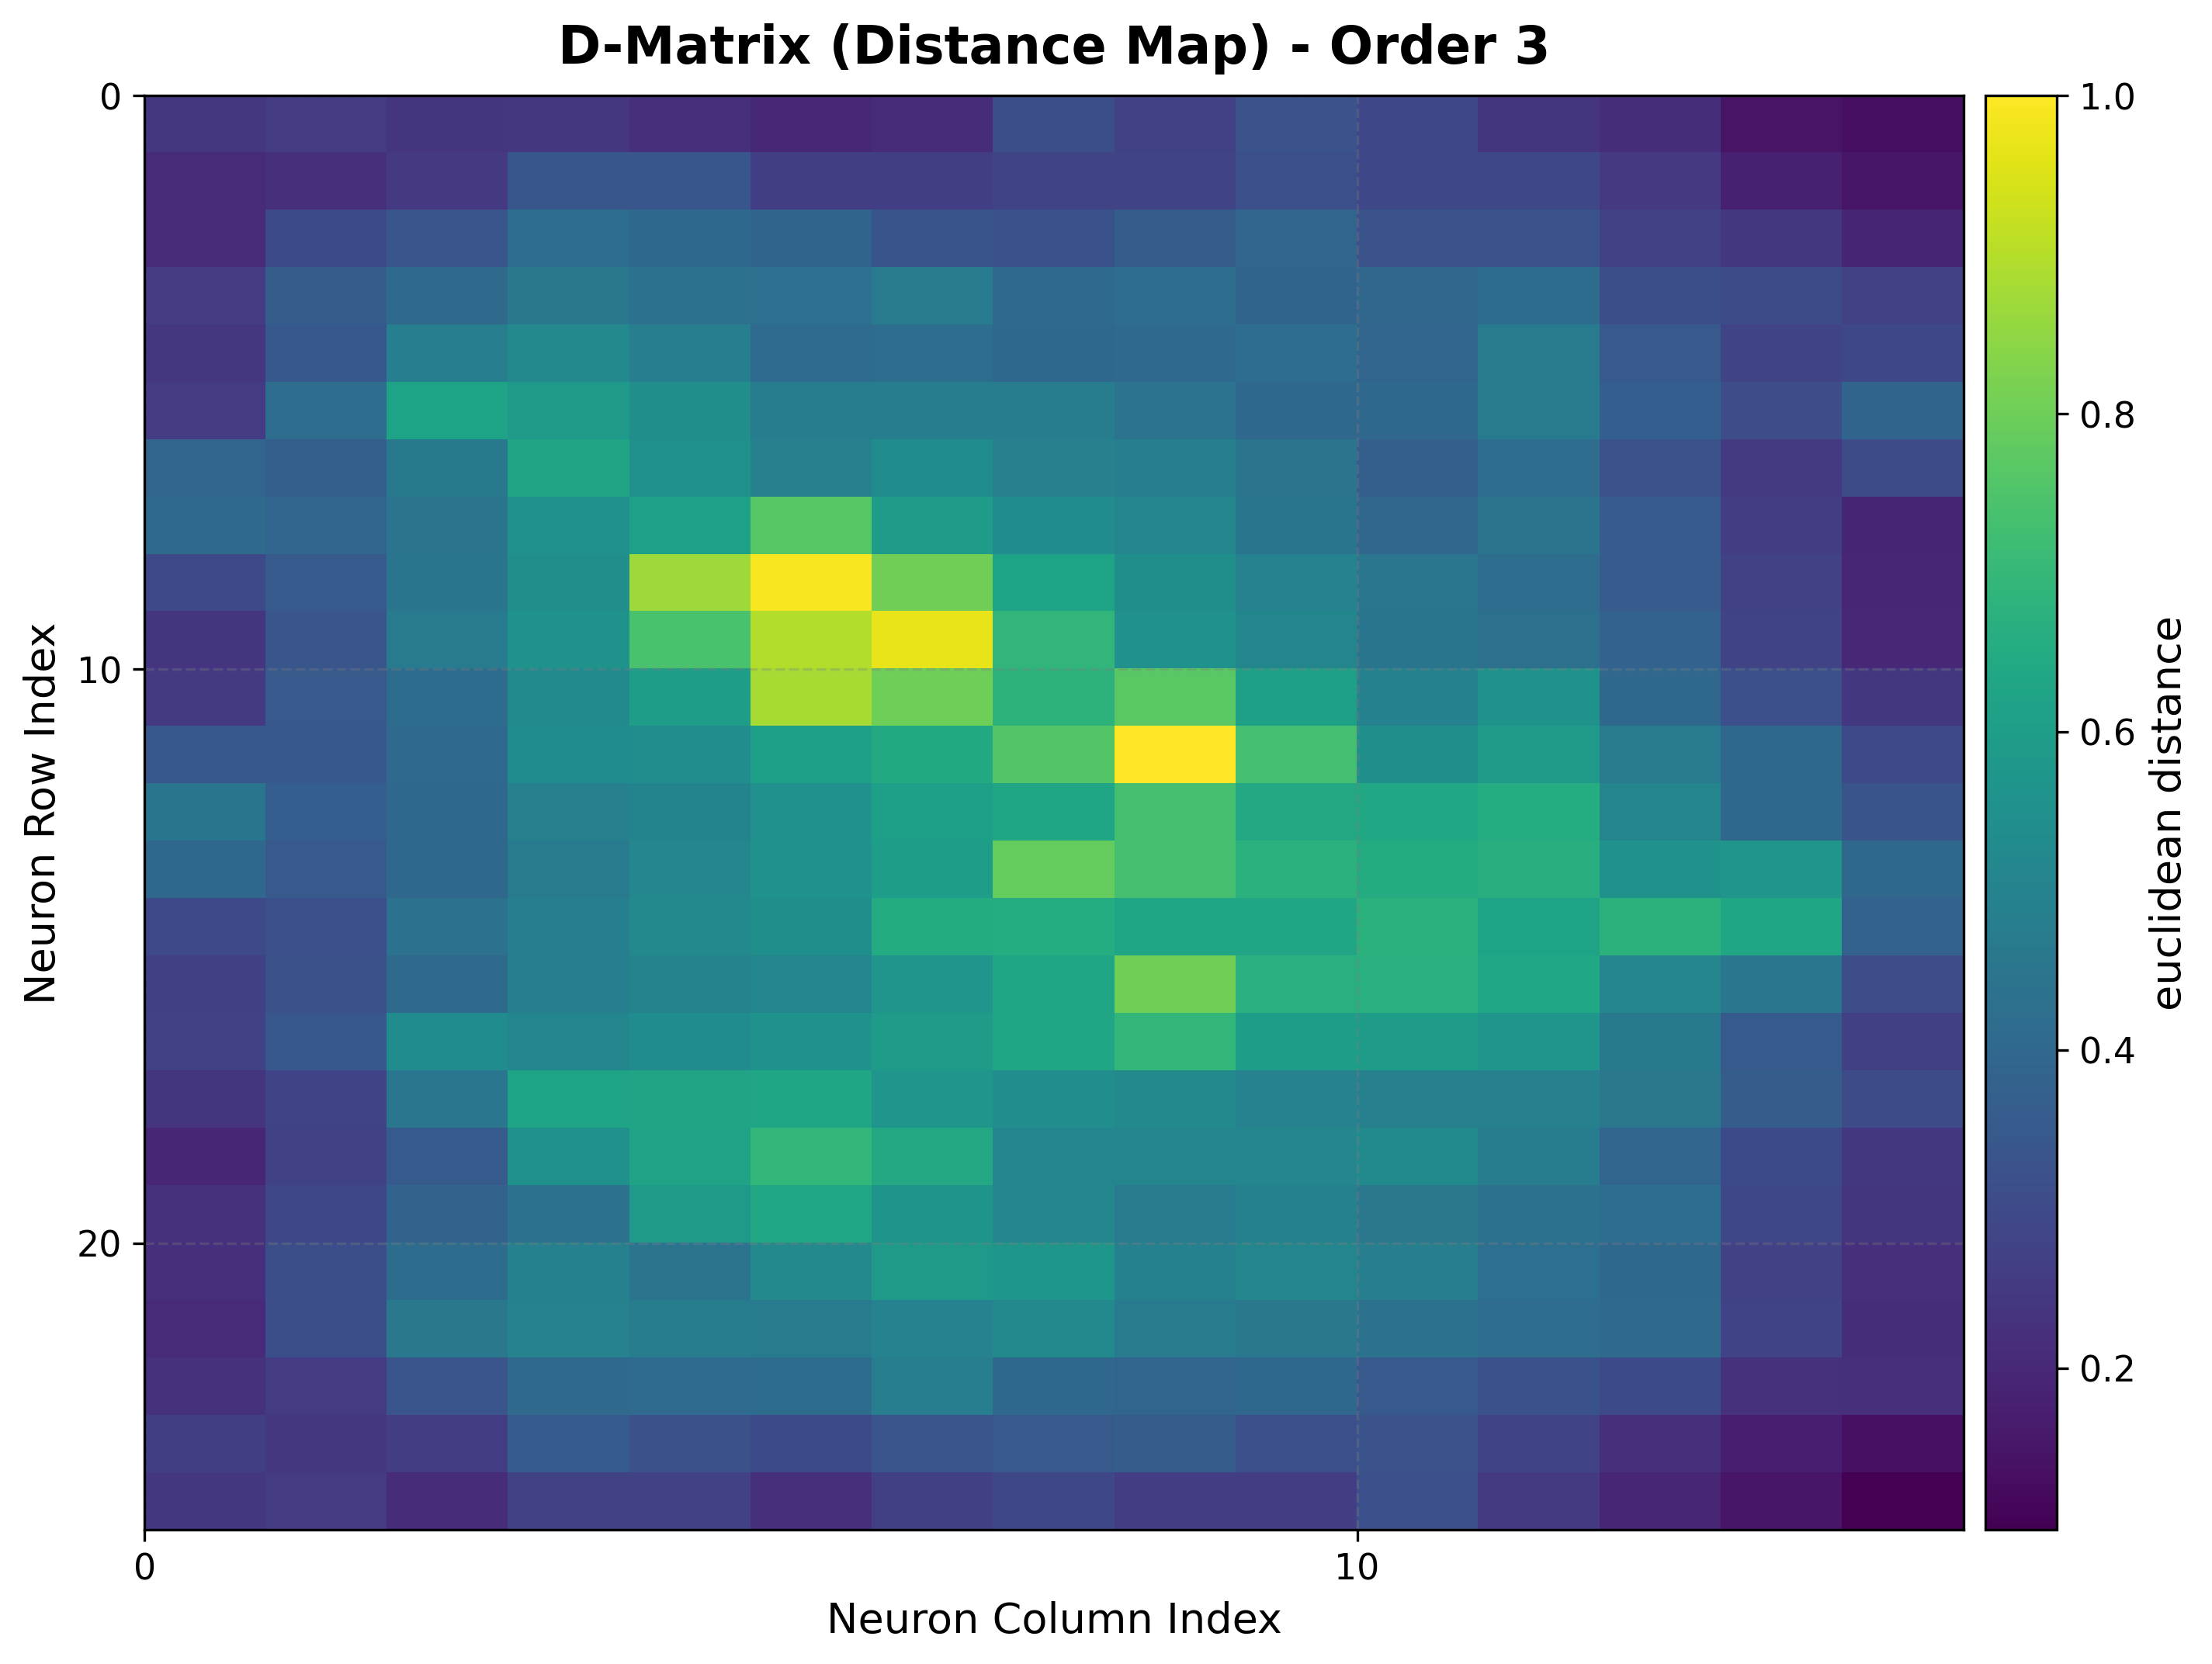 D-Matrix (Distance Map) - Order 3
0
10
20
Neuron Row Index
0
10
Neuron Column Index
1.0
0.8
0.6
0.4
0.2
euclidean distance